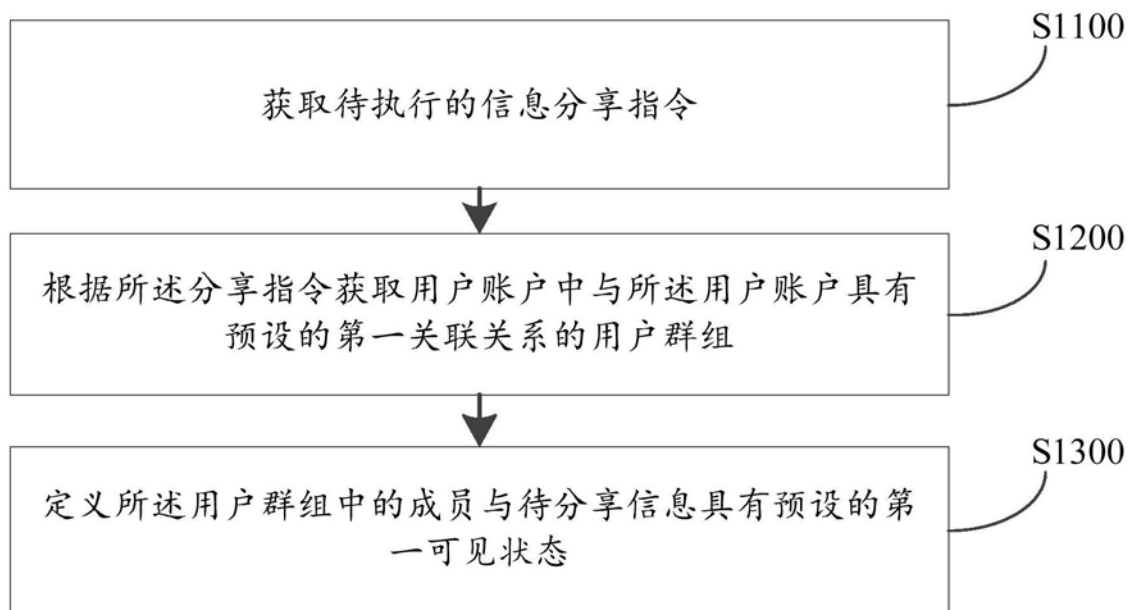 S1100
获取待执行的信息分享指令
S1200
根据所述分享指令获取用户账户中与所述用户账户具有
预设的第一关联关系的用户群组
S1300
定义所述用户群组中的成员与待分享信息具有预设的第
一可见状态